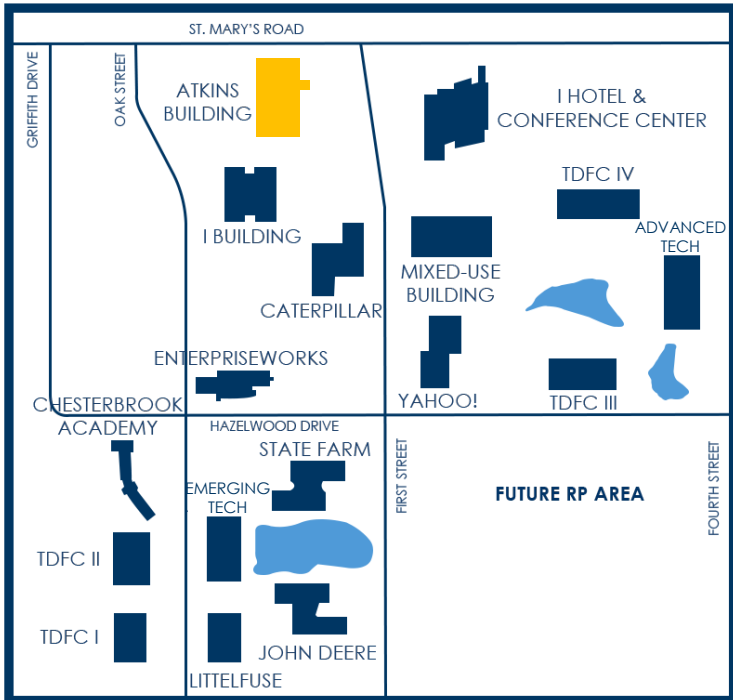 ST. MARY'S ROAD
GRIFFITH DRIVE
OAK STREET
ATKINS
BUILDING
I HOTEL &
CONFERENCE CENTER
TDFC IV
I BUILDING
ADVANCED
TECH
MIXED-USE
BUILDING
CATERPILLAR
ENTERPRISEWORKS
YAHOO!
TDFC III
CHESTERBROOK
ACADEMY
HAZELWOOD DRIVE
STATE FARM
FIRST STREET
FOURTH STREET
EMERGING
TECH
FUTURE RP AREA
TDFC II
TDFC I
JOHN DEERE
LITTELFUSE